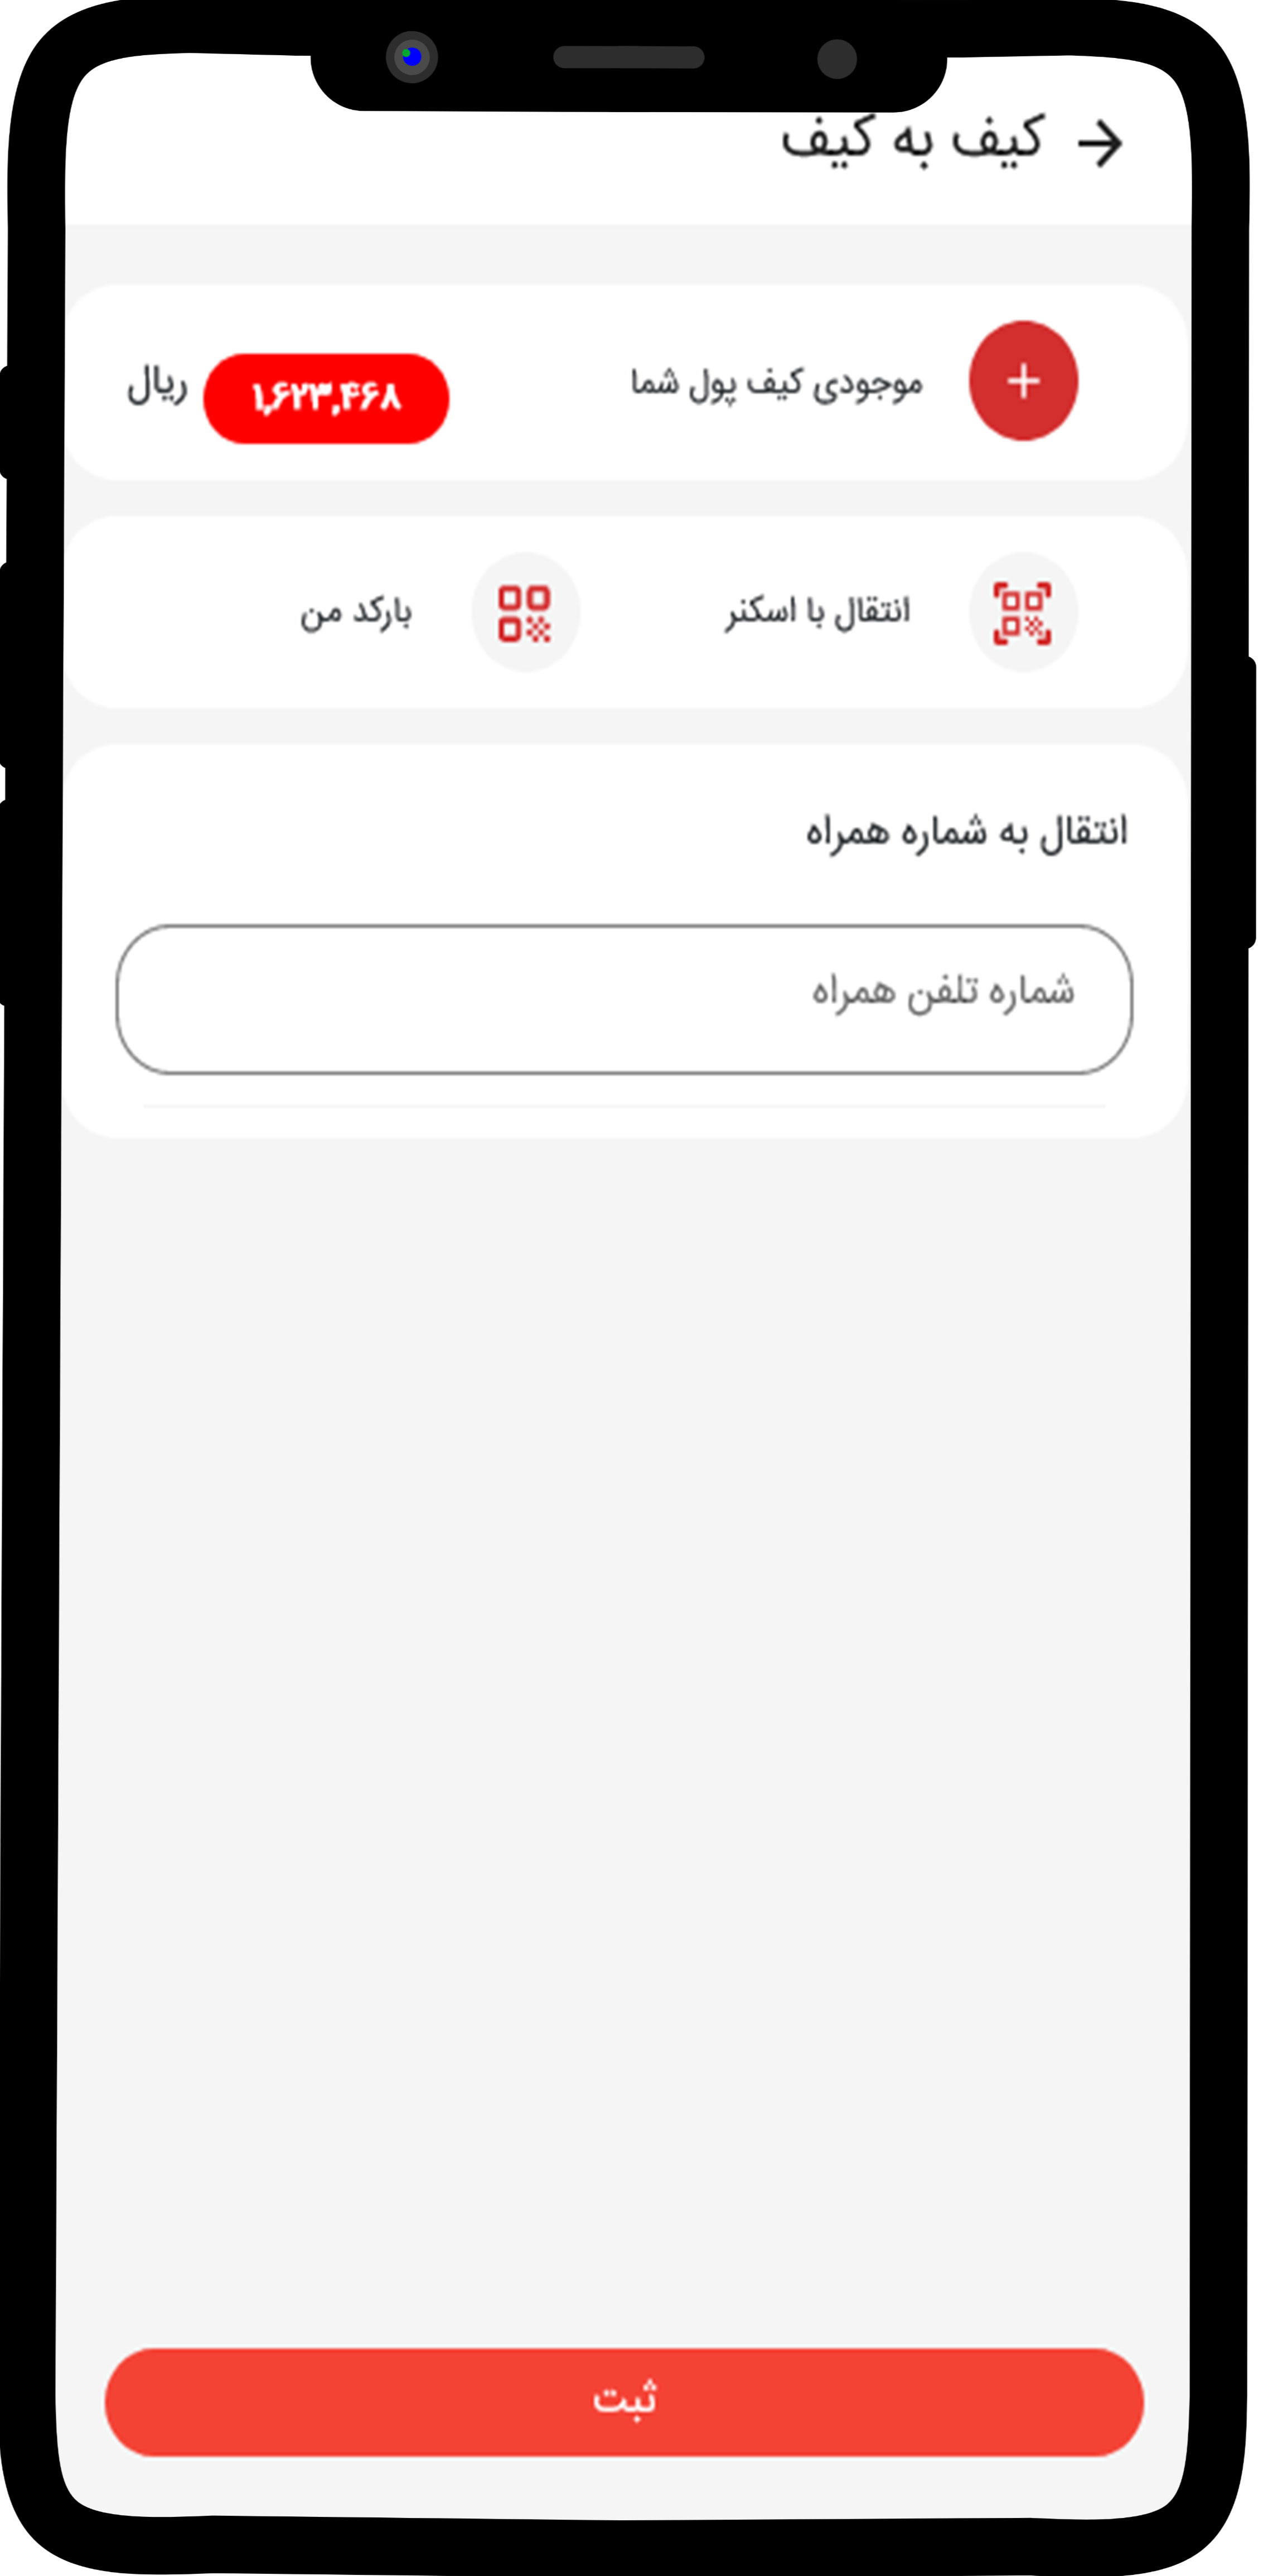 کیف به کیف
موجودی کیف پول شما ۱,۶۲۳,۴۶۸ ریال
انتقال با اسکنر بارکد من
انتقال به شماره همراه
شماره تلفن همراه
ثبت